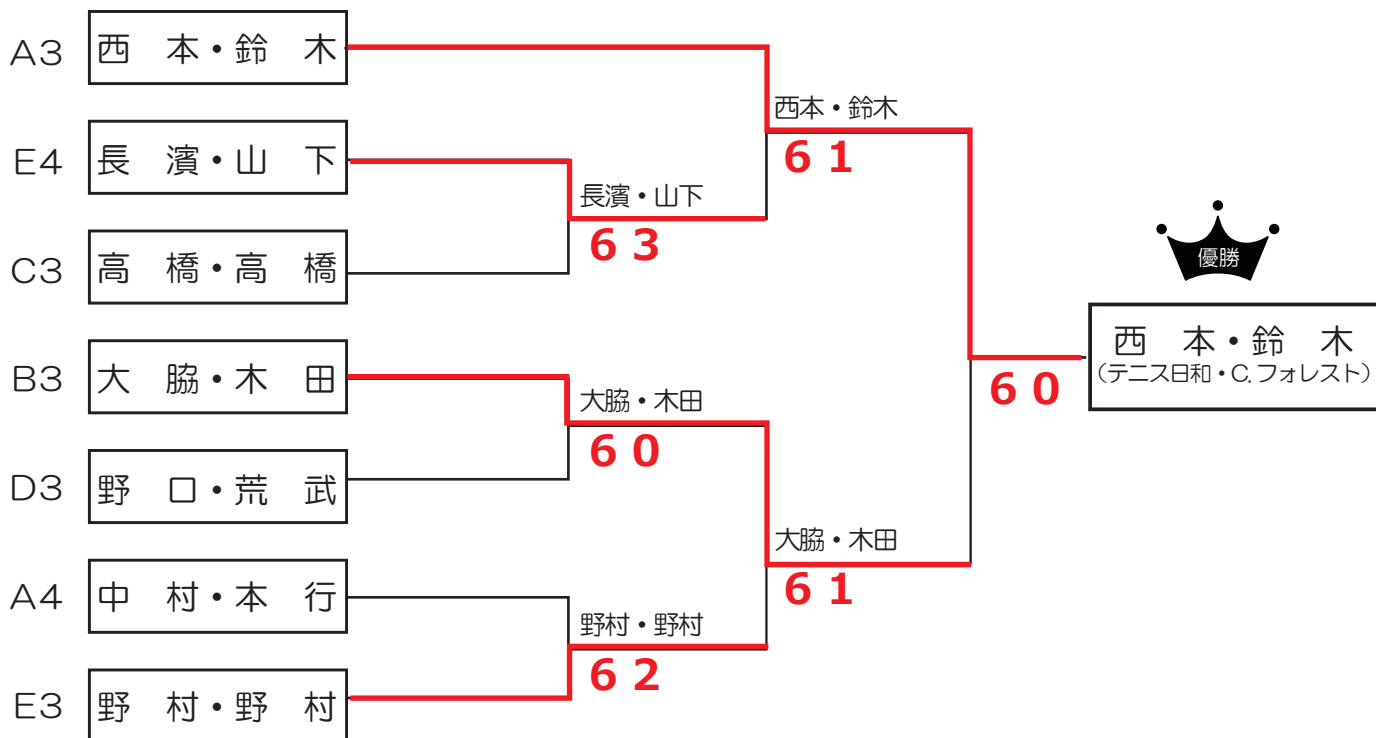 A3 西 本・鈴 木
西本・鈴木
6 1
E4 長 濱・山 下
長濱・山下
6 3
C3 高 橋・高 橋
優勝
西 本・鈴 木
(テニス日和・C.フォレスト)
6 0
B3 大 脇・木 田
大脇・木田
6 0
D3 野 口・荒 武
大脇・木田
6 1
A4 中 村・本 行
野村・野村
6 2
E3 野 村・野 村